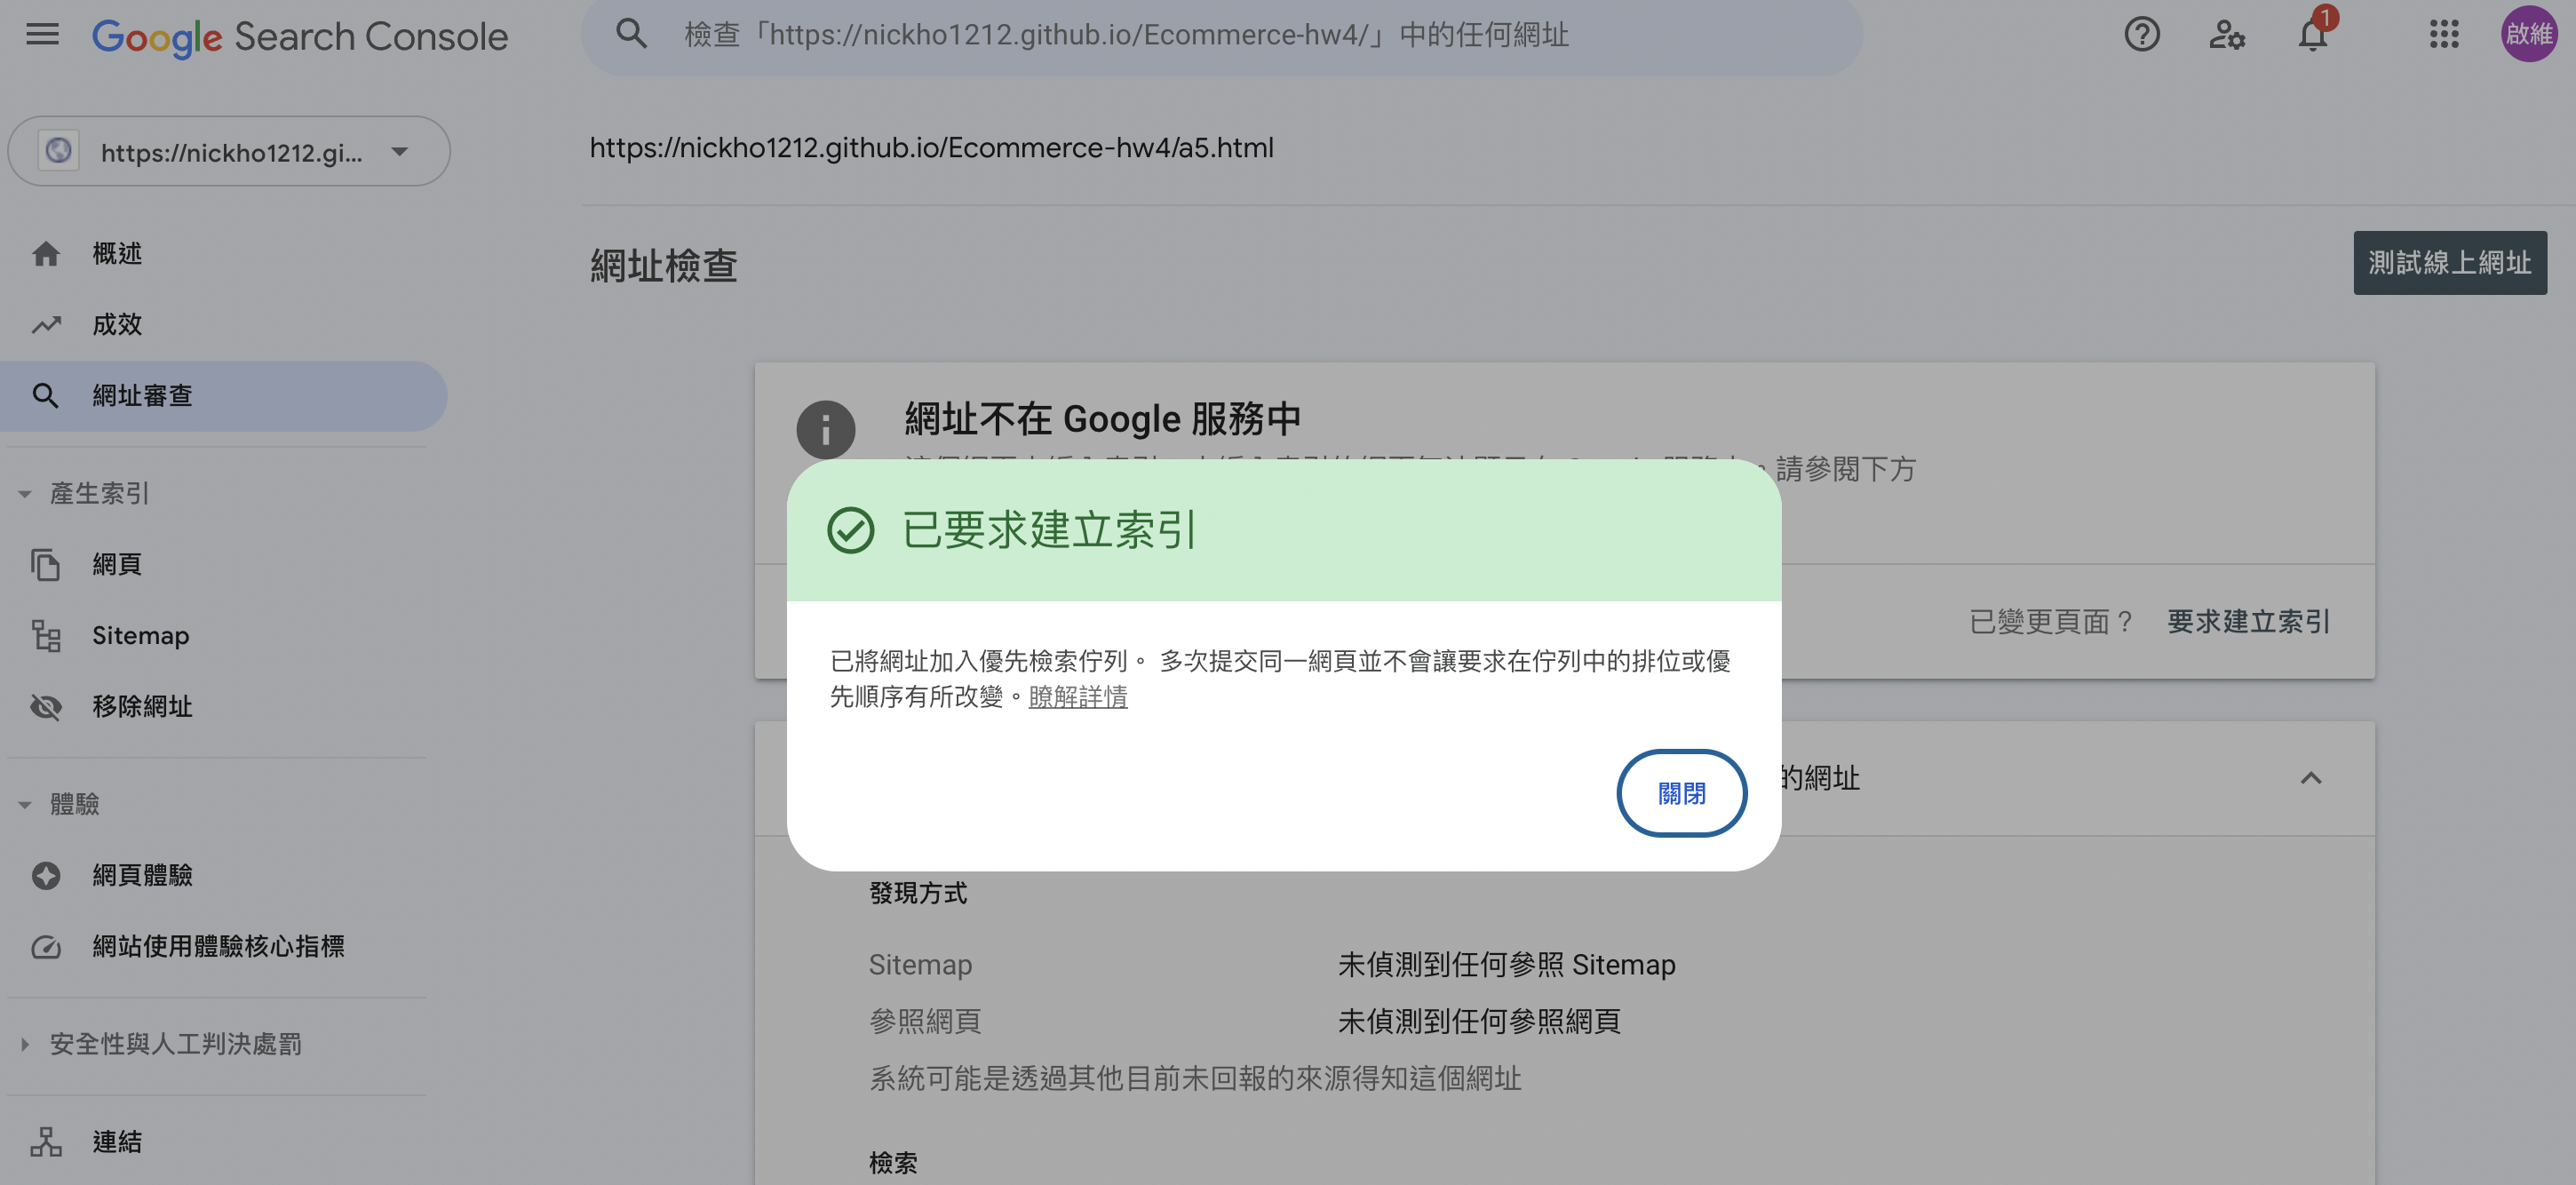 Google Search Console
檢查「https://nickho1212.github.io/Ecommerce-hw4/」中的任何網址
1
啟維
https://nickho1212.gi...
https://nickho1212.github.io/Ecommerce-hw4/a5.html
概述
成效
網址審查
產生索引
網頁
Sitemap
移除網址
體驗
網頁體驗
網站使用體驗核心指標
安全性與人工判決處罰
連結
網址檢查
測試線上網址
網址不在 Google 服務中
。請參閱下方
已要求建立索引
已將網址加入優先檢索佇列。 多次提交同一網頁並不會讓要求在佇列中的排位或優
先順序有所改變。瞭解詳情
關閉
已變更頁面？ 要求建立索引
的網址
發現方式
Sitemap 未偵測到任何參照 Sitemap
參照網頁 未偵測到任何參照網頁
系統可能是透過其他目前未回報的來源得知這個網址
檢索